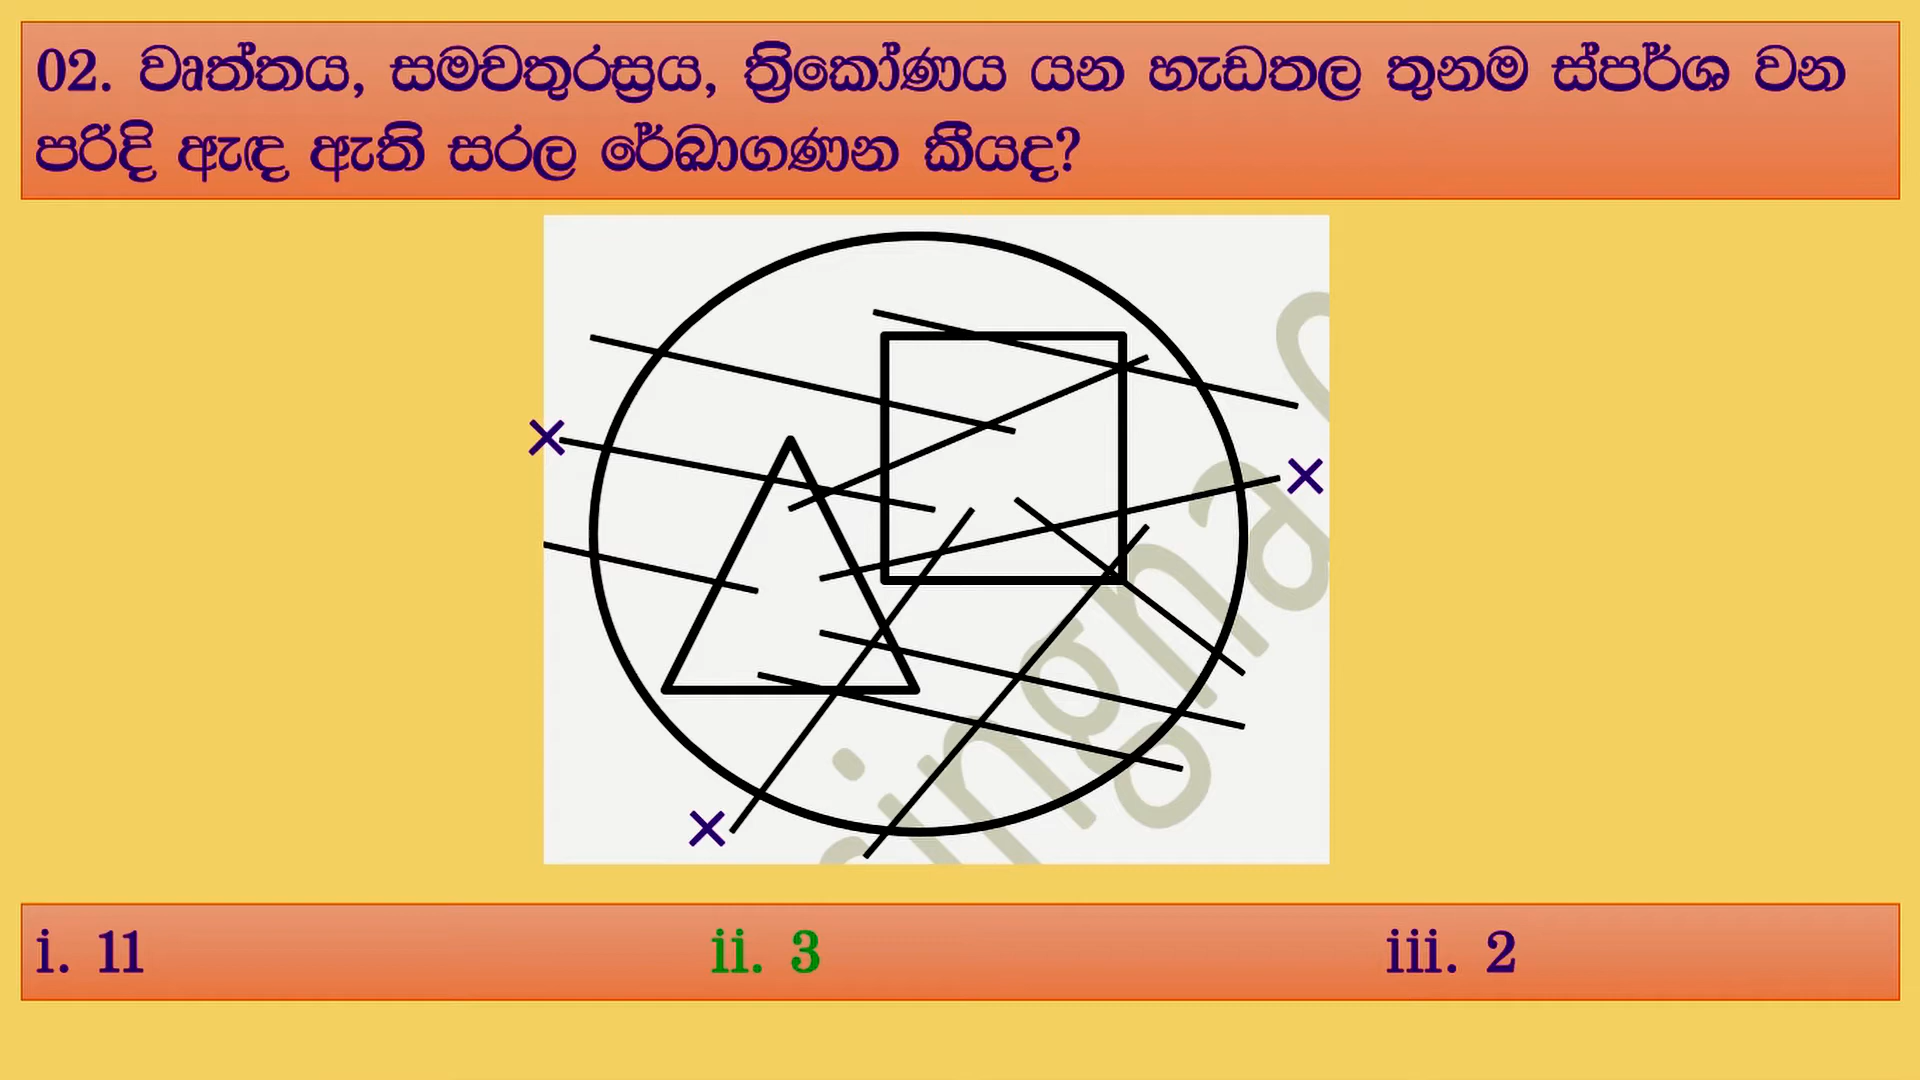 02. වෘත්තය, සමචතුරස්‍රය, ත්‍රිකෝණය යන හැඩතල තුනම ස්පර්ශ වන
පරිදි ඇඳ ඇති සරල රේඛාගණන කීයද?
i. 11 ii. 3 iii. 2